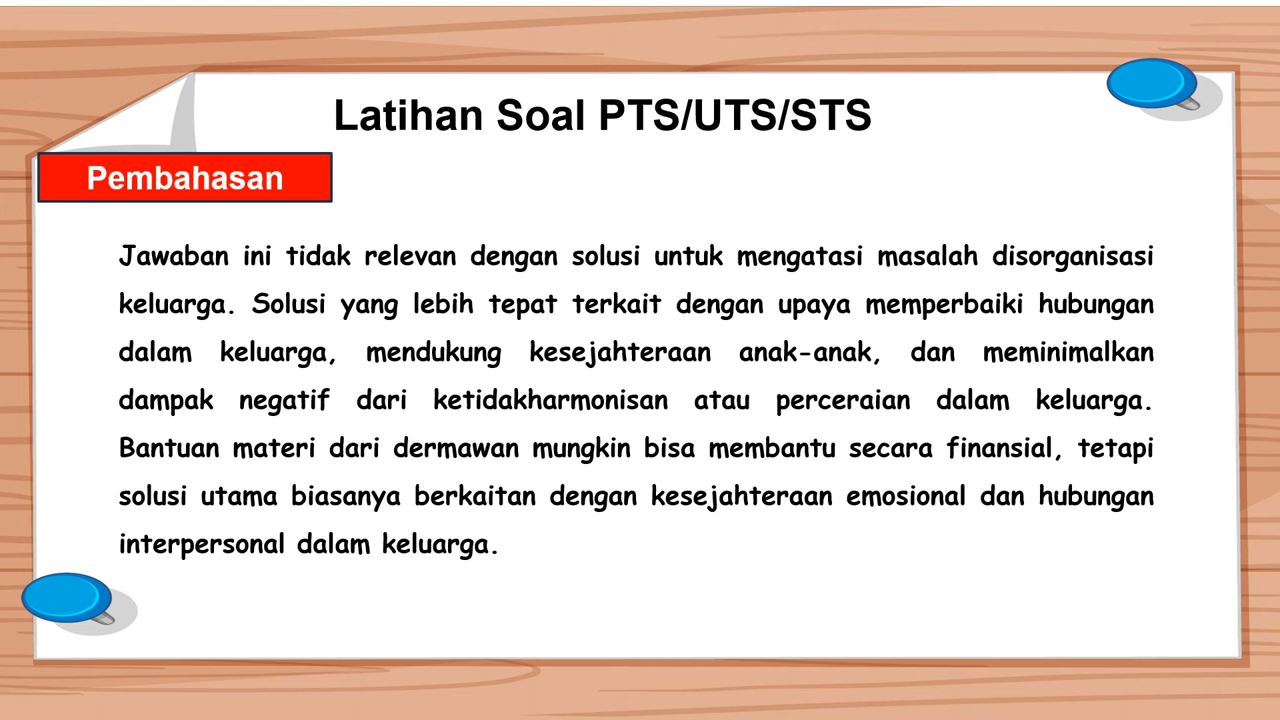 Latihan Soal PTS/UTS/STS
Pembahasan
Jawaban ini tidak relevan dengan solusi untuk mengatasi masalah disorganisasi
keluarga. Solusi yang lebih tepat terkait dengan upaya memperbaiki hubungan
dalam keluarga, mendukung kesejahteraan anak-anak, dan meminimalkan
dampak negatif dari ketidakharmonisan atau perceraian dalam keluarga.
Bantuan materi dari dermawan mungkin bisa membantu secara finansial, tetapi
solusi utama biasanya berkaitan dengan kesejahteraan emosional dan hubungan
interpersonal dalam keluarga.